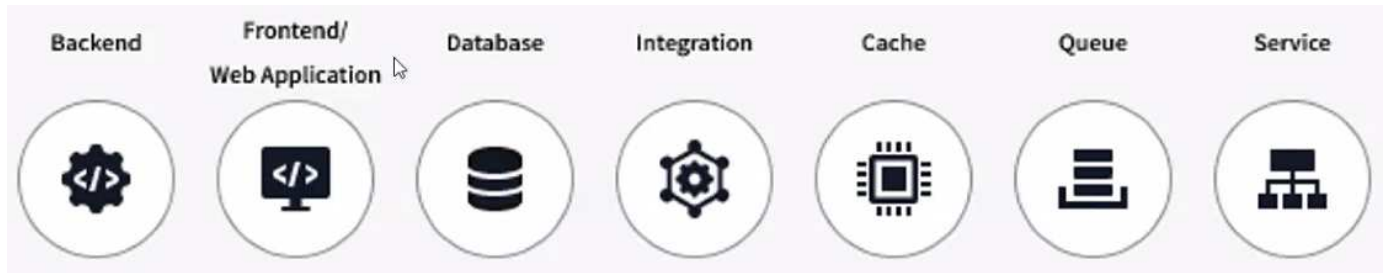 Backend
Frontend/
Web Application
Database
Integration
Cache
Queue
Service
</>
</>